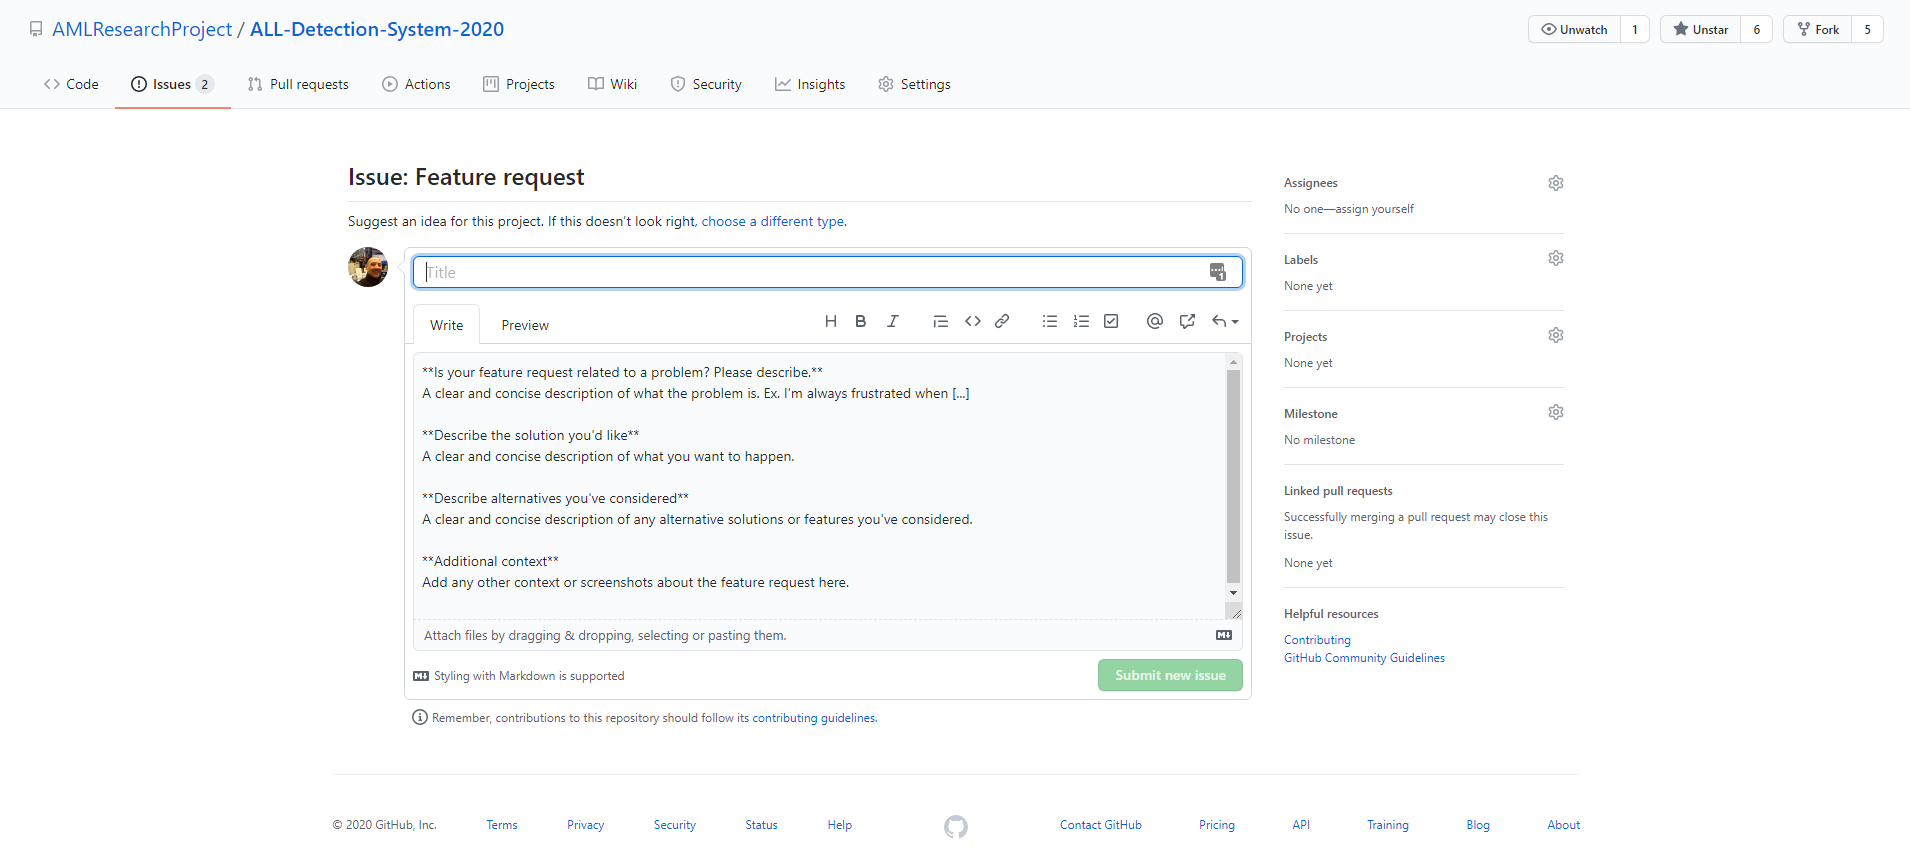 AMLResearchProject / ALL-Detection-System-2020
Unwatch 1 Unstar 6 Fork 5
Code Issues 2 Pull requests Actions Projects Wiki Security Insights Settings
Issue: Feature request
Suggest an idea for this project. If this doesn't look right, choose a different type.
Title
1
Write Preview
**Is your feature request related to a problem? Please describe.**
A clear and concise description of what the problem is. Ex. I'm always frustrated when [...]
**Describe the solution you'd like**
A clear and concise description of what you want to happen.
**Describe alternatives you've considered**
A clear and concise description of any alternative solutions or features you've considered.
**Additional context**
Add any other context or screenshots about the feature request here.
Attach files by dragging & dropping, selecting or pasting them.
Styling with Markdown is supported
Submit new issue
Remember, contributions to this repository should follow its contributing guidelines.
Assignees
No one—assign yourself
Labels
None yet
Projects
None yet
Milestone
No milestone
Linked pull requests
Successfully merging a pull request may close this
issue.
None yet
Helpful resources
Contributing
GitHub Community Guidelines
© 2020 GitHub, Inc. Terms Privacy Security Status Help Contact GitHub Pricing API Training Blog About